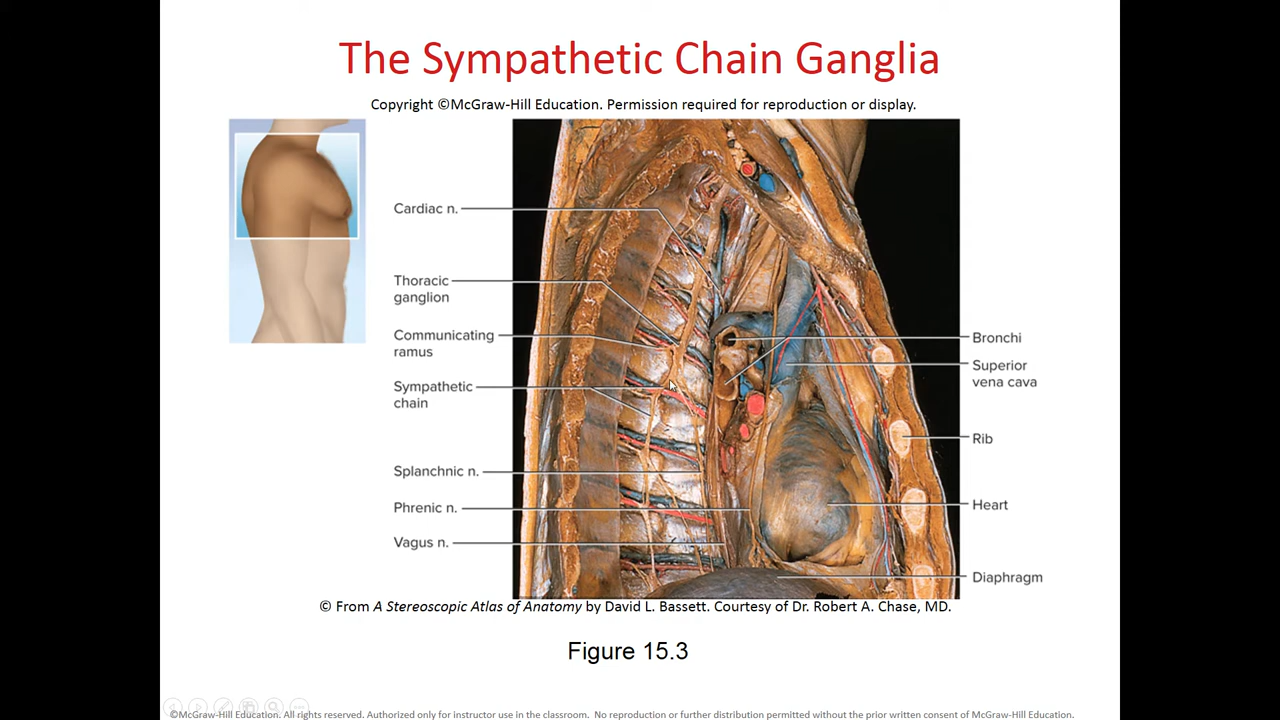 The Sympathetic Chain Ganglia
Copyright ©McGraw-Hill Education. Permission required for reproduction or display.
Cardiac n.
Thoracic
ganglion
Communicating
ramus
Sympathetic
chain
Splanchnic n.
Phrenic n.
Vagus n.
Bronchi
Superior
vena cava
Rib
Heart
Diaphragm
© From A Stereoscopic Atlas of Anatomy by David L. Bassett. Courtesy of Dr. Robert A. Chase, MD.
Figure 15.3
©McGraw-Hill Education. All rights reserved. Authorized only for instructor use in the classroom. No reproduction or further distribution permitted without the prior written consent of McGraw-Hill Education.